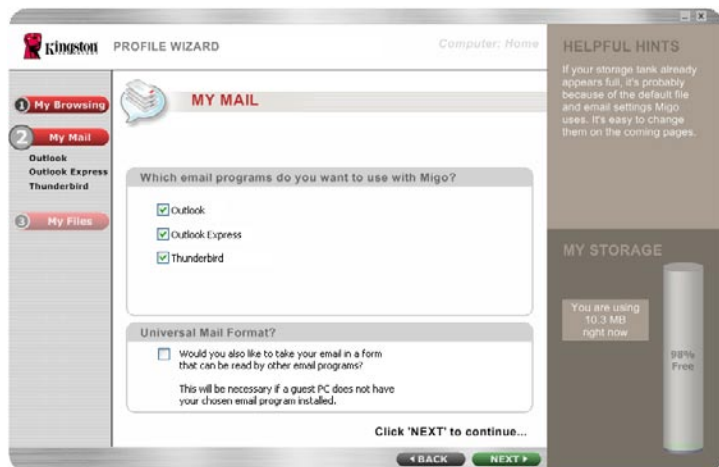 Kingston
PROFILE WIZARD
Computer: Home
1 My Browsing
2 My Mail
Outlook
Outlook Express
Thunderbird
3 My Files
MY MAIL
Which email programs do you want to use with Migo?
Outlook
Outlook Express
Thunderbird
Universal Mail Format?
Would you also like to take your email in a form
that can be read by other email programs?
This will be necessary if a guest PC does not have
your chosen email program installed.
Click 'NEXT' to continue...
BACK
NEXT
HELPFUL HINTS
If your storage tank already
appears full, it's probably
because of the default file
and email settings Migo
uses. It's easy to change
them on the coming pages.
MY STORAGE
You are using
10.3 MB
right now
98%
Free